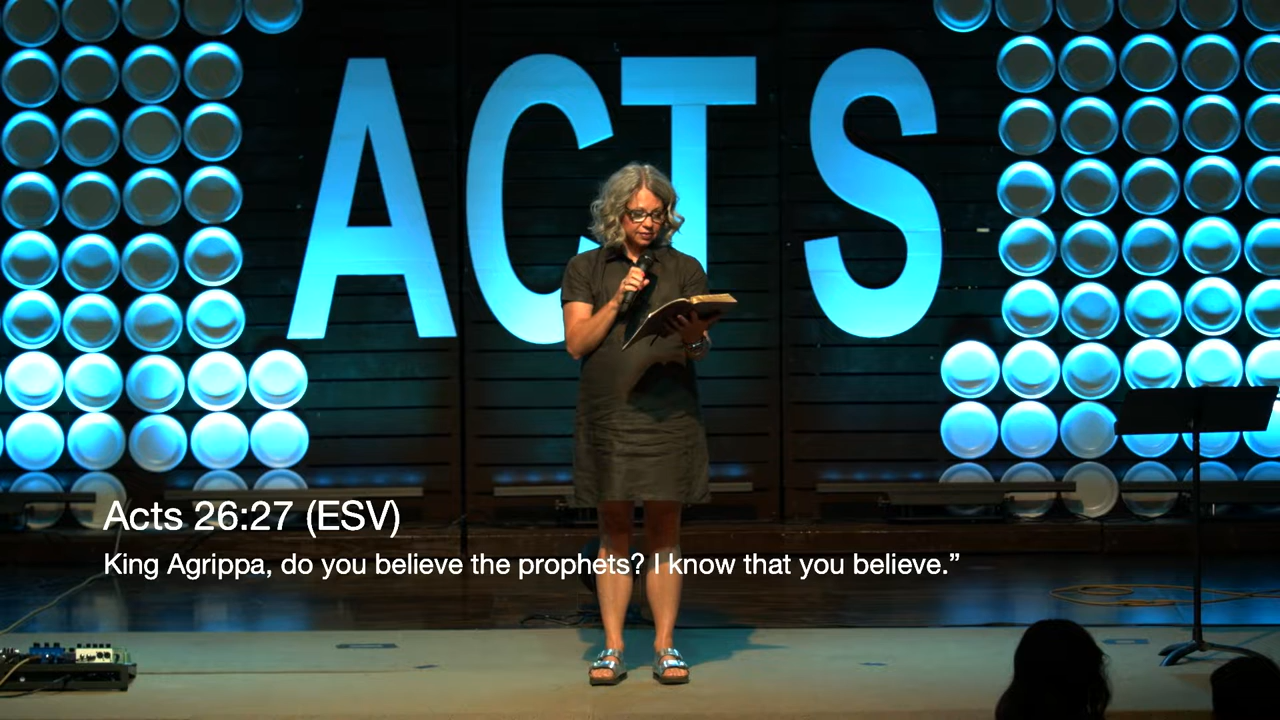 ACTS
Acts 26:27 (ESV)
King Agrippa, do you believe the prophets? I know that you believe.”